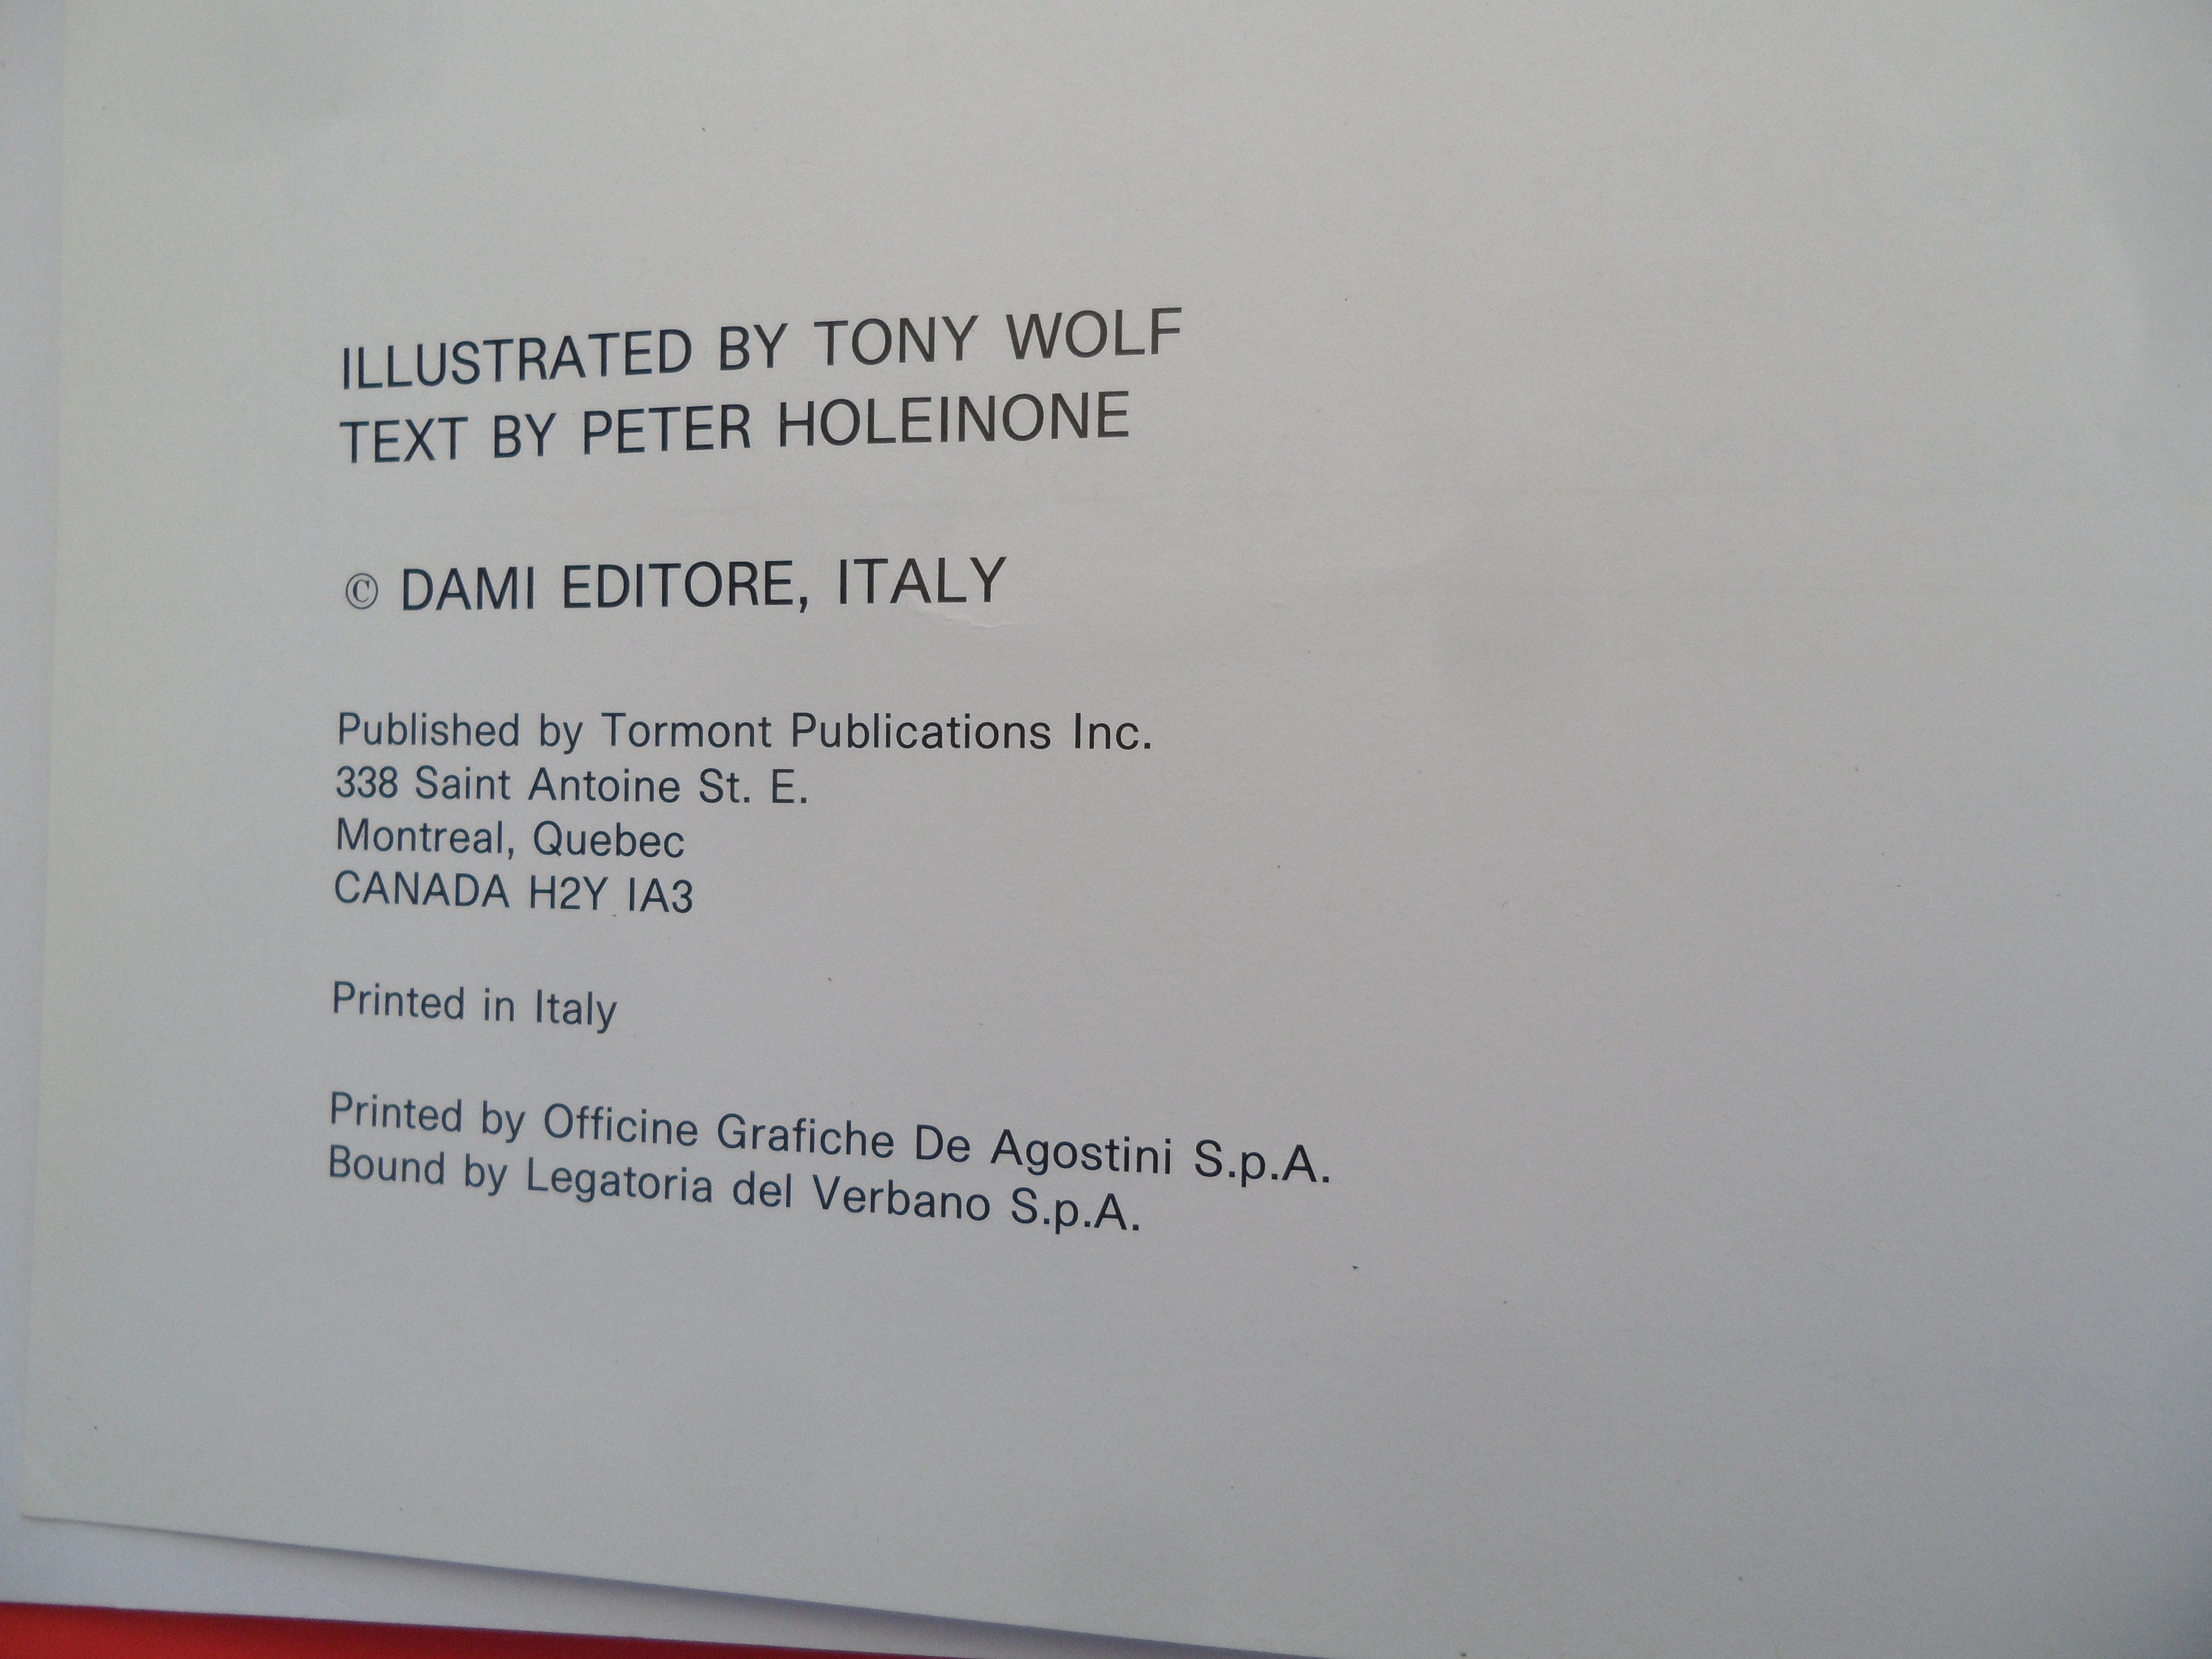 ILLUSTRATED BY TONY WOLF
TEXT BY PETER HOLEINONE
© DAMI EDITORE, ITALY
Published by Tormont Publications Inc.
338 Saint Antoine St. E.
Montreal, Quebec
CANADA H2Y IA3
Printed in Italy
Printed by Officine Grafiche De Agostini S.p.A.
Bound by Legatoria del Verbano S.p.A.